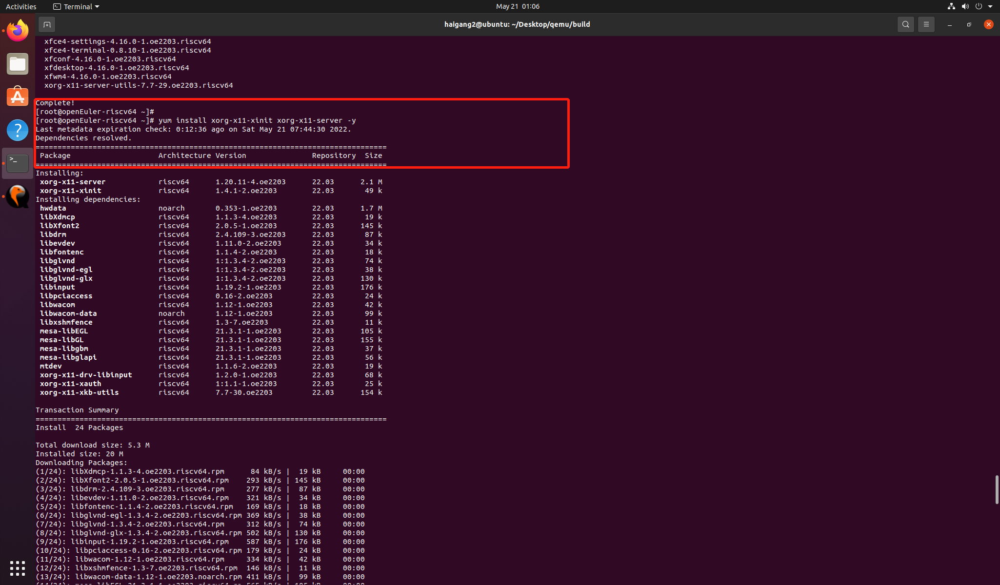 Activities
Terminal
May 21 01:06
haigang2@ubuntu: ~/Desktop/qemu/build
xfce4-settings-4.16.0-1.oe2203.riscv64
xfce4-terminal-0.8.10-1.oe2203.riscv64
xfconf-4.16.0-1.oe2203.riscv64
xfdesktop-4.16.0-1.oe2203.riscv64
xfwm4-4.16.0-1.oe2203.riscv64
xorg-x11-server-utils-7.7-29.oe2203.riscv64
Complete!
[root@openEuler-riscv64 ~]#
[root@openEuler-riscv64 ~]# yum install xorg-x11-xinit xorg-x11-server -y
Last metadata expiration check: 0:12:36 ago on Sat May 21 07:44:30 2022.
Dependencies resolved.
================================================================================
Package Architecture Version Repository Size
================================================================================
Installing:
xorg-x11-server riscv64 1.20.11-4.oe2203 22.03 2.1 M
xorg-x11-xinit riscv64 1.4.1-2.oe2203 22.03 49 k
Installing dependencies:
hwdata noarch 0.353-1.oe2203 22.03 1.7 M
libXdmcp riscv64 1.1.3-4.oe2203 22.03 19 k
libXfont2 riscv64 2.0.5-1.oe2203 22.03 145 k
libdrm riscv64 2.4.109-3.oe2203 22.03 87 k
libevdev riscv64 1.11.0-2.oe2203 22.03 34 k
libfontenc riscv64 1.1.4-2.oe2203 22.03 18 k
libglvnd riscv64 1:1.3.4-2.oe2203 22.03 74 k
libglvnd-egl riscv64 1:1.3.4-2.oe2203 22.03 38 k
libglvnd-glx riscv64 1:1.3.4-2.oe2203 22.03 130 k
libinput riscv64 1.19.2-1.oe2203 22.03 176 k
libpciaccess riscv64 0.16-2.oe2203 22.03 24 k
libwacom riscv64 1.12-1.oe2203 22.03 42 k
libwacom-data noarch 1.12-1.oe2203 22.03 99 k
libxshmfence riscv64 1.3-7.oe2203 22.03 11 k
mesa-libEGL riscv64 21.3.1-1.oe2203 22.03 105 k
mesa-libGL riscv64 21.3.1-1.oe2203 22.03 155 k
mesa-libgbm riscv64 21.3.1-1.oe2203 22.03 37 k
mesa-libglapi riscv64 21.3.1-1.oe2203 22.03 56 k
mtdev riscv64 1.1.6-2.oe2203 22.03 19 k
xorg-x11-drv-libinput riscv64 1.2.0-1.oe2203 22.03 68 k
xorg-x11-xauth riscv64 1:1.1-1.oe2203 22.03 25 k
xorg-x11-xkb-utils riscv64 7.7-30.oe2203 22.03 154 k
Transaction Summary
================================================================================
Install 24 Packages
Total download size: 5.3 M
Installed size: 20 M
Downloading Packages:
(1/24): libXdmcp-1.1.3-4.oe2203.riscv64.rpm 84 kB/s | 19 kB 00:00
(2/24): libXfont2-2.0.5-1.oe2203.riscv64.rpm 293 kB/s | 145 kB 00:00
(3/24): libdrm-2.4.109-3.oe2203.riscv64.rpm 277 kB/s | 87 kB 00:00
(4/24): libevdev-1.11.0-2.oe2203.riscv64.rpm 321 kB/s | 34 kB 00:00
(5/24): libfontenc-1.1.4-2.oe2203.riscv64.rpm 169 kB/s | 18 kB 00:00
(6/24): libglvnd-egl-1.3.4-2.oe2203.riscv64.rpm 369 kB/s | 38 kB 00:00
(7/24): libglvnd-1.3.4-2.oe2203.riscv64.rpm 312 kB/s | 74 kB 00:00
(8/24): libglvnd-glx-1.3.4-2.oe2203.riscv64.rpm 502 kB/s | 130 kB 00:00
(9/24): libinput-1.19.2-1.oe2203.riscv64.rpm 587 kB/s | 176 kB 00:00
(10/24): libpciaccess-0.16-2.oe2203.riscv64.rpm 179 kB/s | 24 kB 00:00
(11/24): libwacom-1.12-1.oe2203.riscv64.rpm 334 kB/s | 42 kB 00:00
(12/24): libxshmfence-1.3-7.oe2203.riscv64.rpm 146 kB/s | 11 kB 00:00
(13/24): libwacom-data-1.12-1.oe2203.noarch.rpm 411 kB/s | 99 kB 00:00